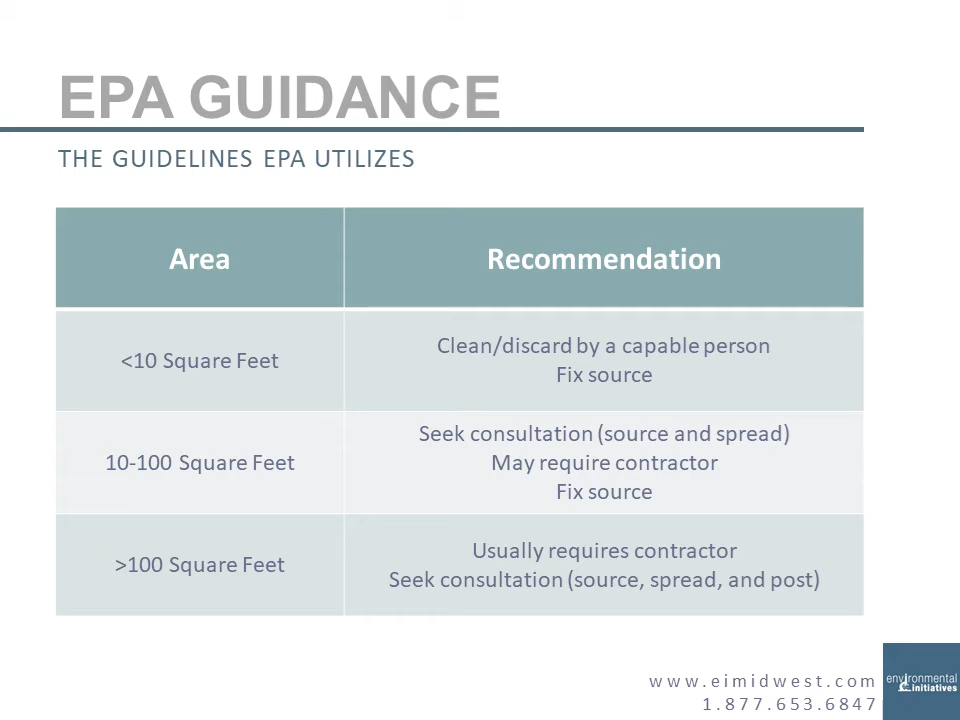 EPA GUIDANCE
THE GUIDELINES EPA UTILIZES
Area
Recommendation
<10 Square Feet
Clean/discard by a capable person
Fix source
10-100 Square Feet
Seek consultation (source and spread)
May require contractor
Fix source
>100 Square Feet
Usually requires contractor
Seek consultation (source, spread, and post)
www.eimidwest.com
1.877.653.6847
environmental
initiatives